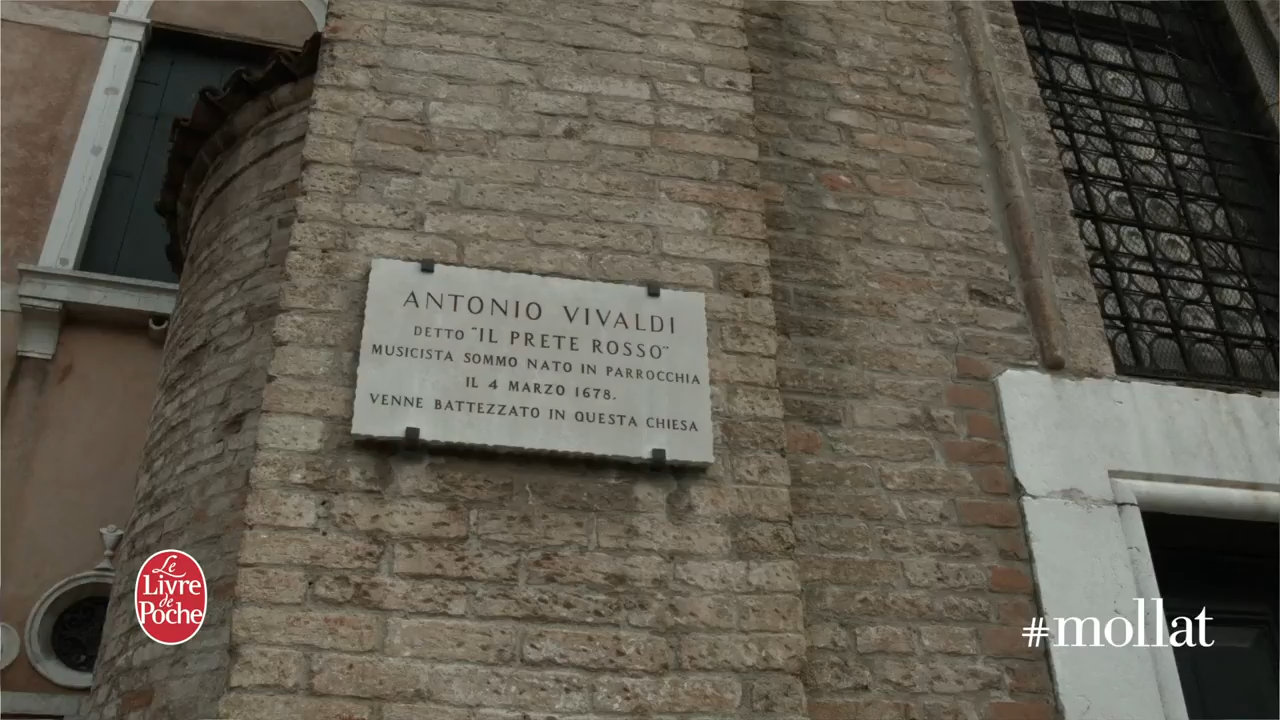 ANTONIO VIVALDI
DETTO "IL PRETE ROSSO"
MUSICISTA SOMMO NATO IN PARROCCHIA
IL 4 MARZO 1678.
VENNE BATTEZZATO IN QUESTA CHIESA
Le
Livre
de
Poche
#mollat